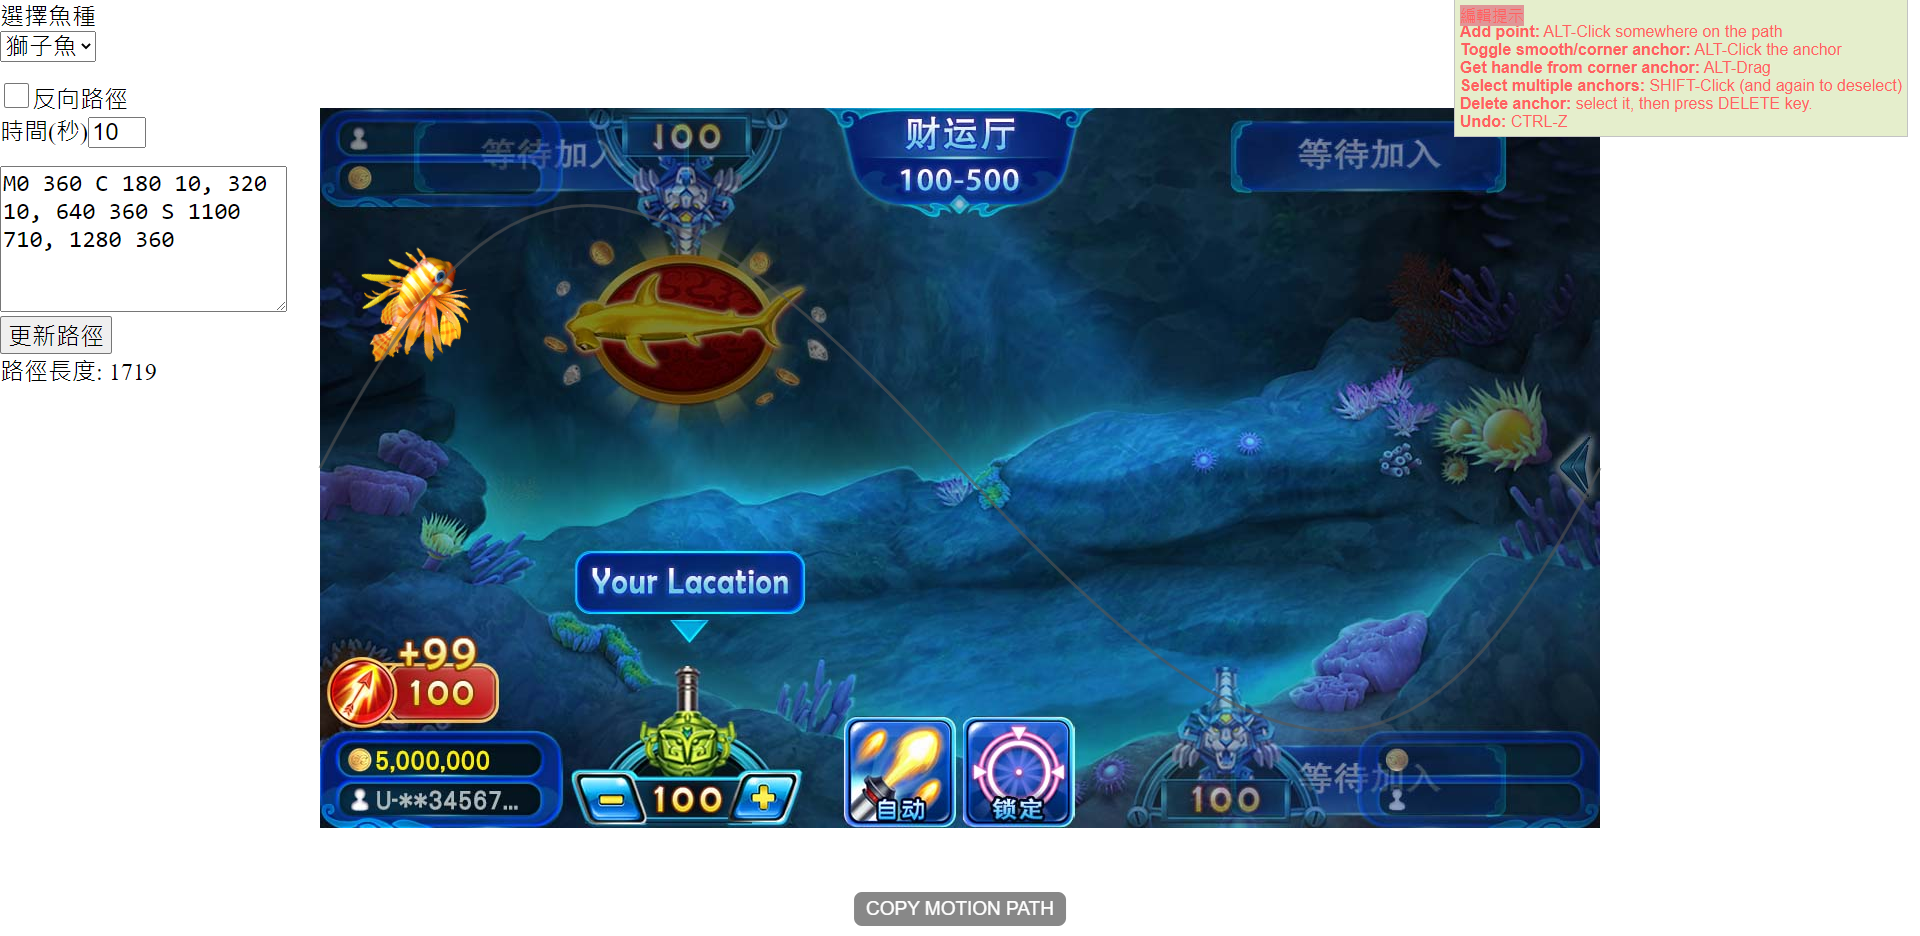 選擇魚種
獅子魚
反向路徑
時間(秒) 10
M0 360 C 180 10, 320
10, 640 360 S 1100
710, 1280 360
更新路徑
路徑長度: 1719
編輯提示
Add point: ALT-Click somewhere on the path
Toggle smooth/corner anchor: ALT-Click the anchor
Get handle from corner anchor: ALT-Drag
Select multiple anchors: SHIFT-Click (and again to deselect)
Delete anchor: select it, then press DELETE key.
Undo: CTRL-Z
等待加入
100
财运厅
100-500
等待加入
Your Lacation
+99
100
5,000,000
U-**34567...
100
自动
锁定
100
等待加入
COPY MOTION PATH